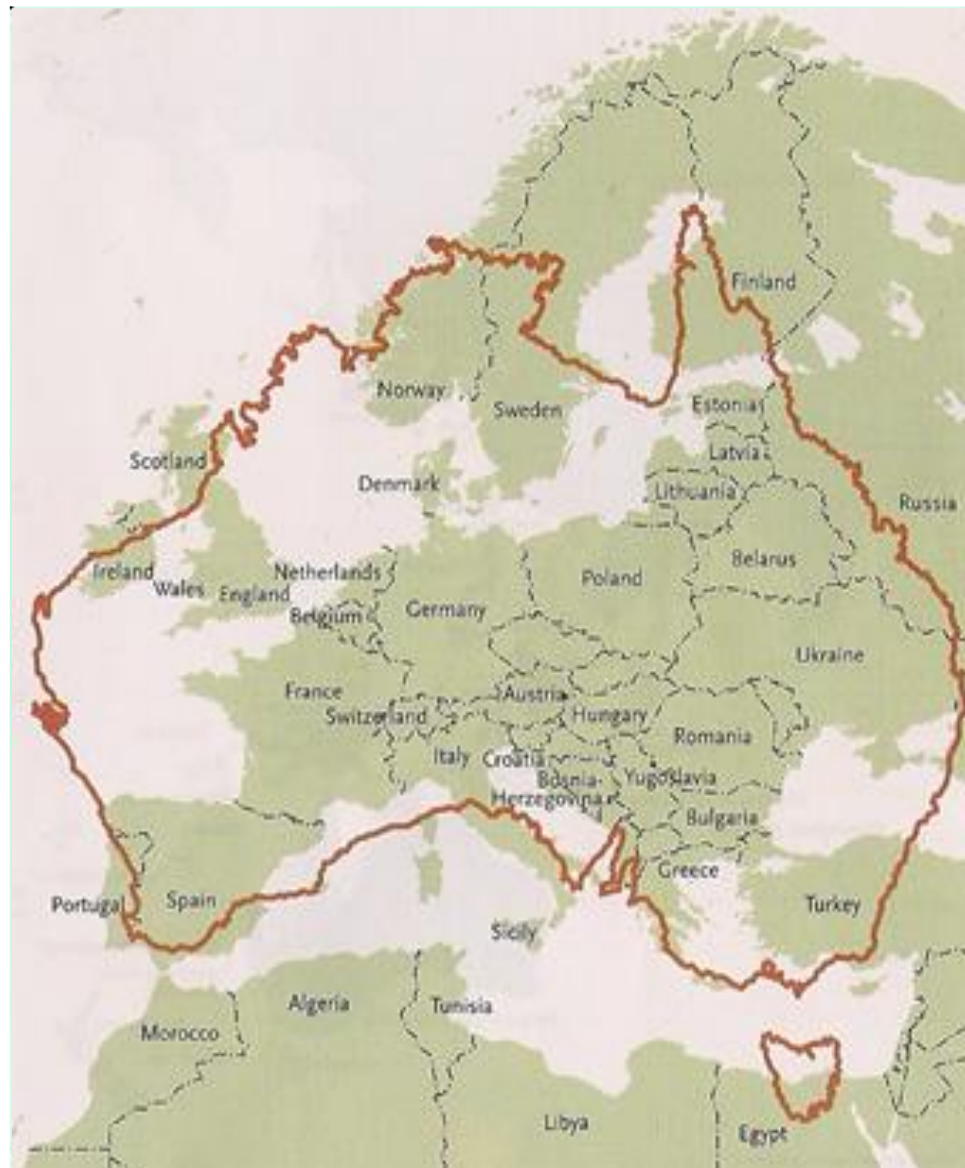 Finland
Norway
Sweden
Estonia
Scotland
Latvia
Denmark
Lithuania
Russia
Ireland
Wales
England
Netherlands
Belgium
Germany
Poland
Belarus
Ukraine
France
Switzerland
Austria
Hungary
Romania
Italy
Croatia
Bosnia-
Herzegovina
Yugoslavia
Bulgaria
Greece
Portugal
Spain
Sicily
Turkey
Morocco
Algeria
Tunisia
Libya
Egypt